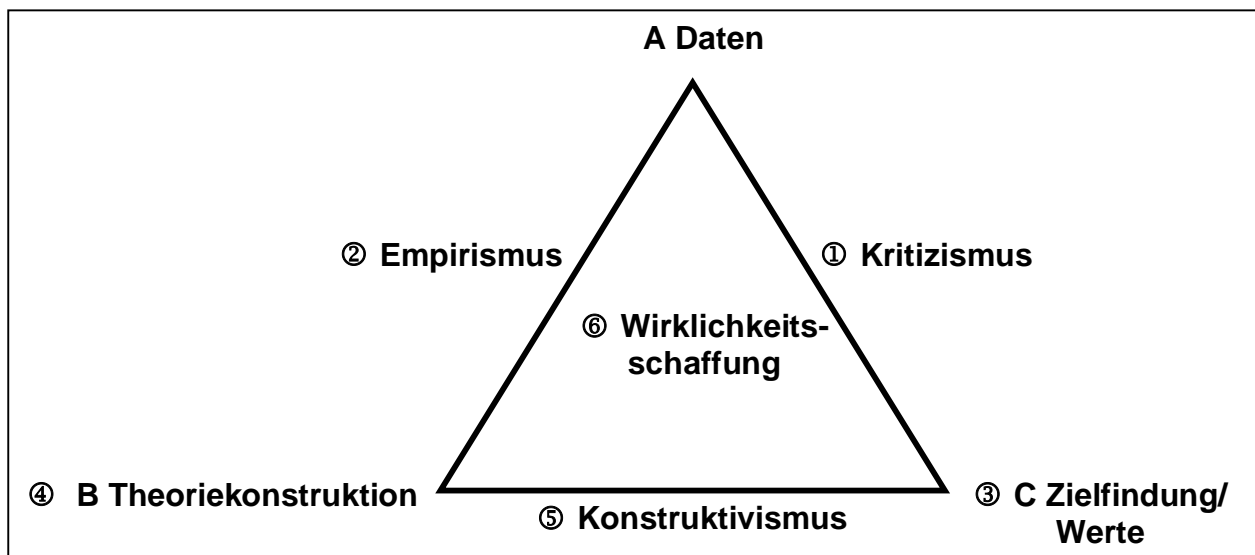 A Daten
② Empirismus
① Kritizismus
⑥ Wirklichkeits-
schaffung
④ B Theoriekonstruktion
③ C Zielfindung/
Werte
⑤ Konstruktivismus